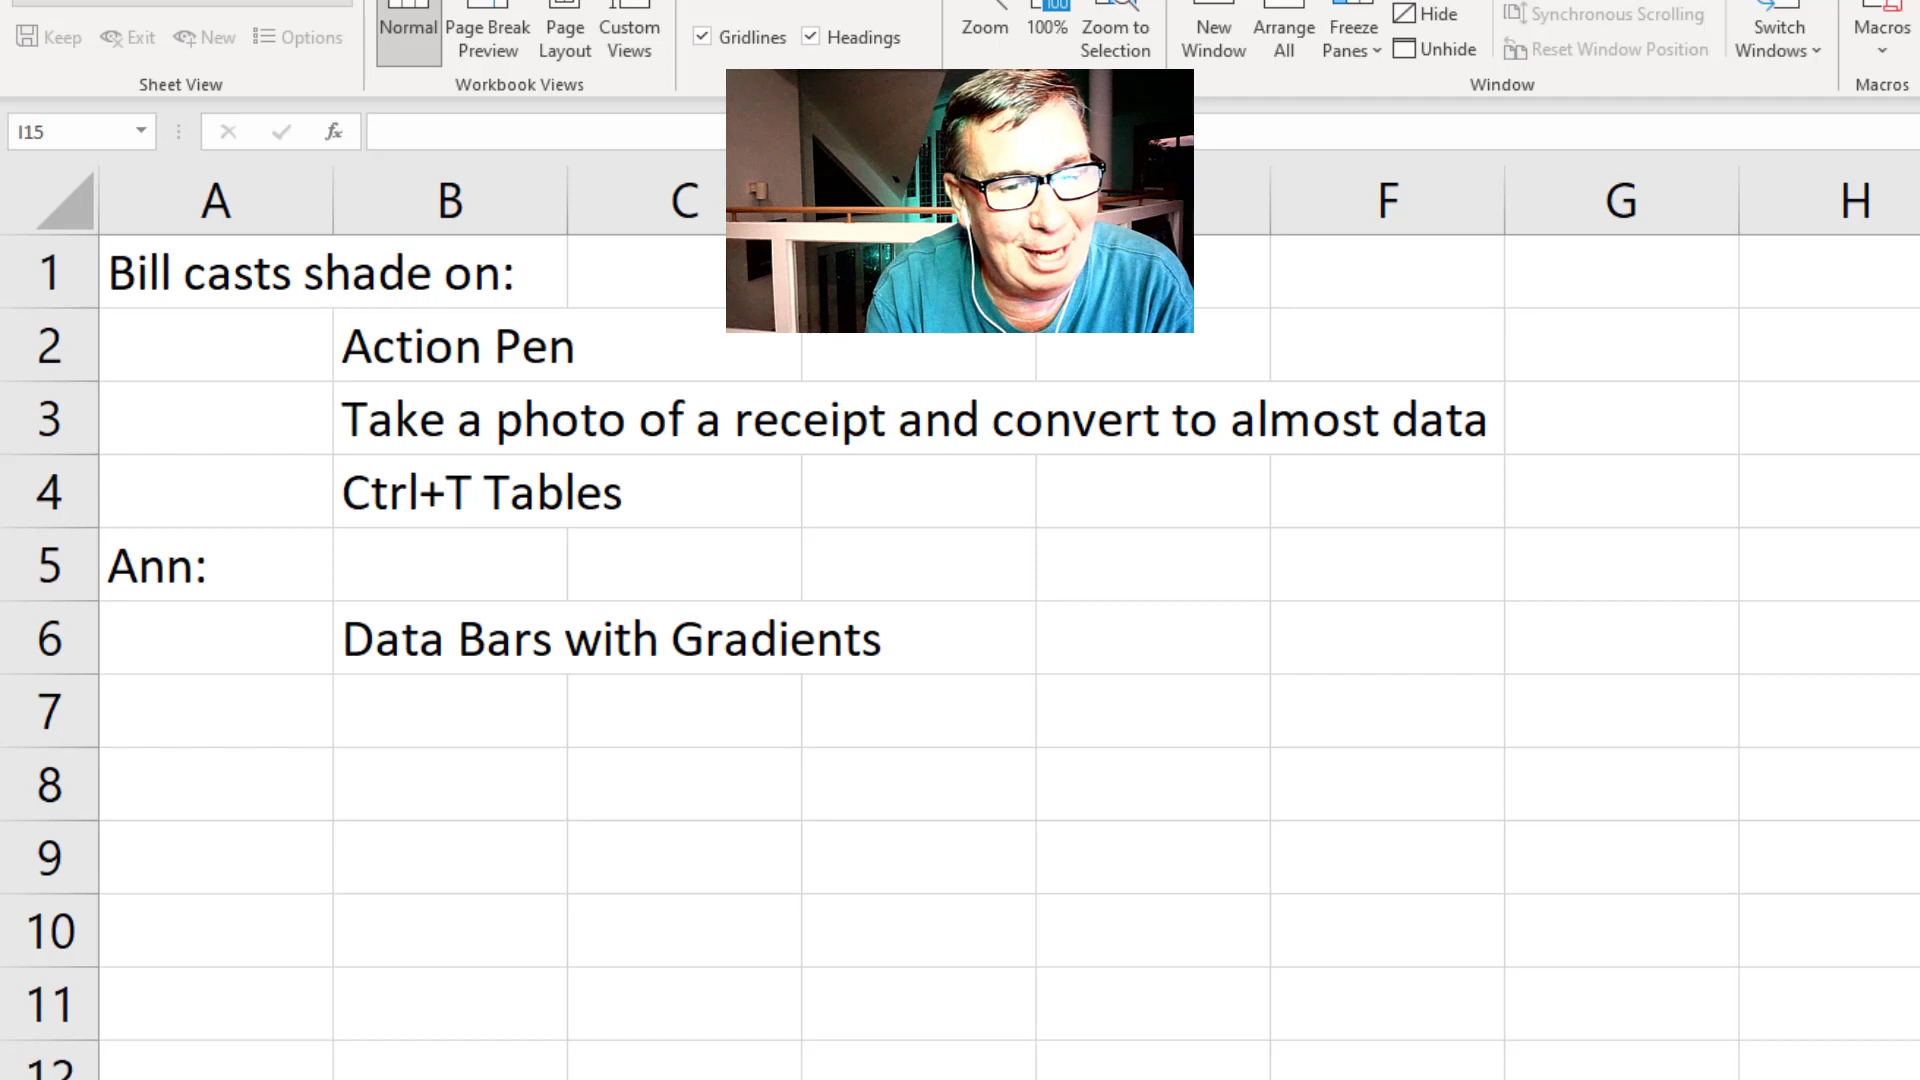 Keep Exit New Options
Sheet View
Normal Page Break Preview Page Layout Custom Views
Workbook Views
Gridlines Headings
Zoom 100% Zoom to Selection
New Window Arrange All Freeze Panes
Hide
Unhide
Synchronous Scrolling
Reset Window Position
Switch Windows
Window
Macros
Macros
I15 fx
A B C F G H
1 Bill casts shade on:
2 Action Pen
3 Take a photo of a receipt and convert to almost data
4 Ctrl+T Tables
5 Ann:
6 Data Bars with Gradients
7
8
9
10
11
12